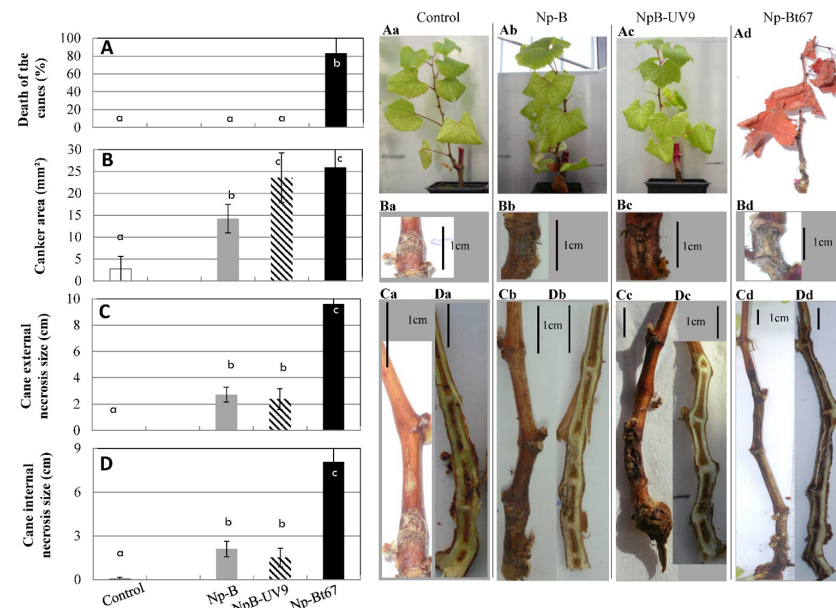 Control Np-B NpB-UV9 Np-Bt67
Aa Ab Ac Ad
A
Death of the
canes (%)
100
80
60
40
20
0
a a a b
B
Canker area (mm²)
30
25
20
15
10
5
0
a b c c
Ba Bb Bc Bd
1cm 1cm 1cm 1cm
C
Cane external
necrosis size (cm)
10
8
6
4
2
0
a b b c
Ca Da Cb Db Cc Dc Cd Dd
1cm 1cm 1cm 1cm
D
Cane internal
necrosis size (cm)
9
6
3
0
a b b c
Control Np-B NpB-UV9 Np-Bt67